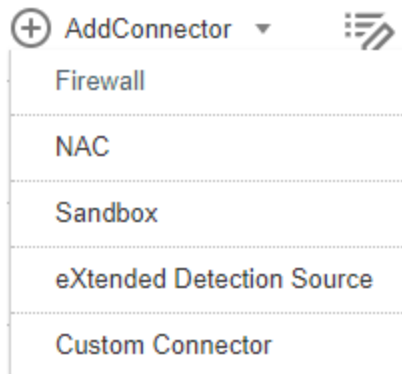 AddConnector
Firewall
NAC
Sandbox
eXtended Detection Source
Custom Connector